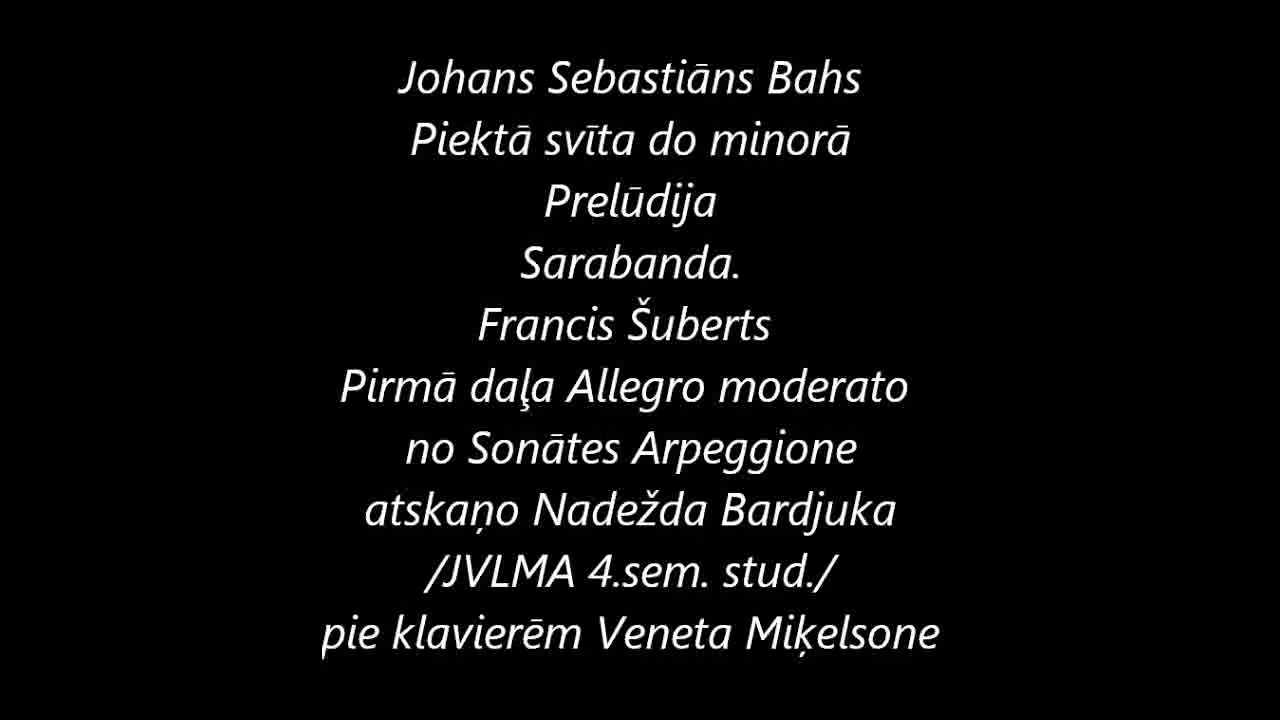 Johans Sebastiāns Bahs
Piektā svīta do minorā
Prelūdija
Sarabanda.
Francis Šuberts
Pirmā daļa Allegro moderato
no Sonātes Arpeggione
atskaņo Nadežda Bardjuka
/JVLMA 4.sem. stud./
pie klavierēm Veneta Miķelsone